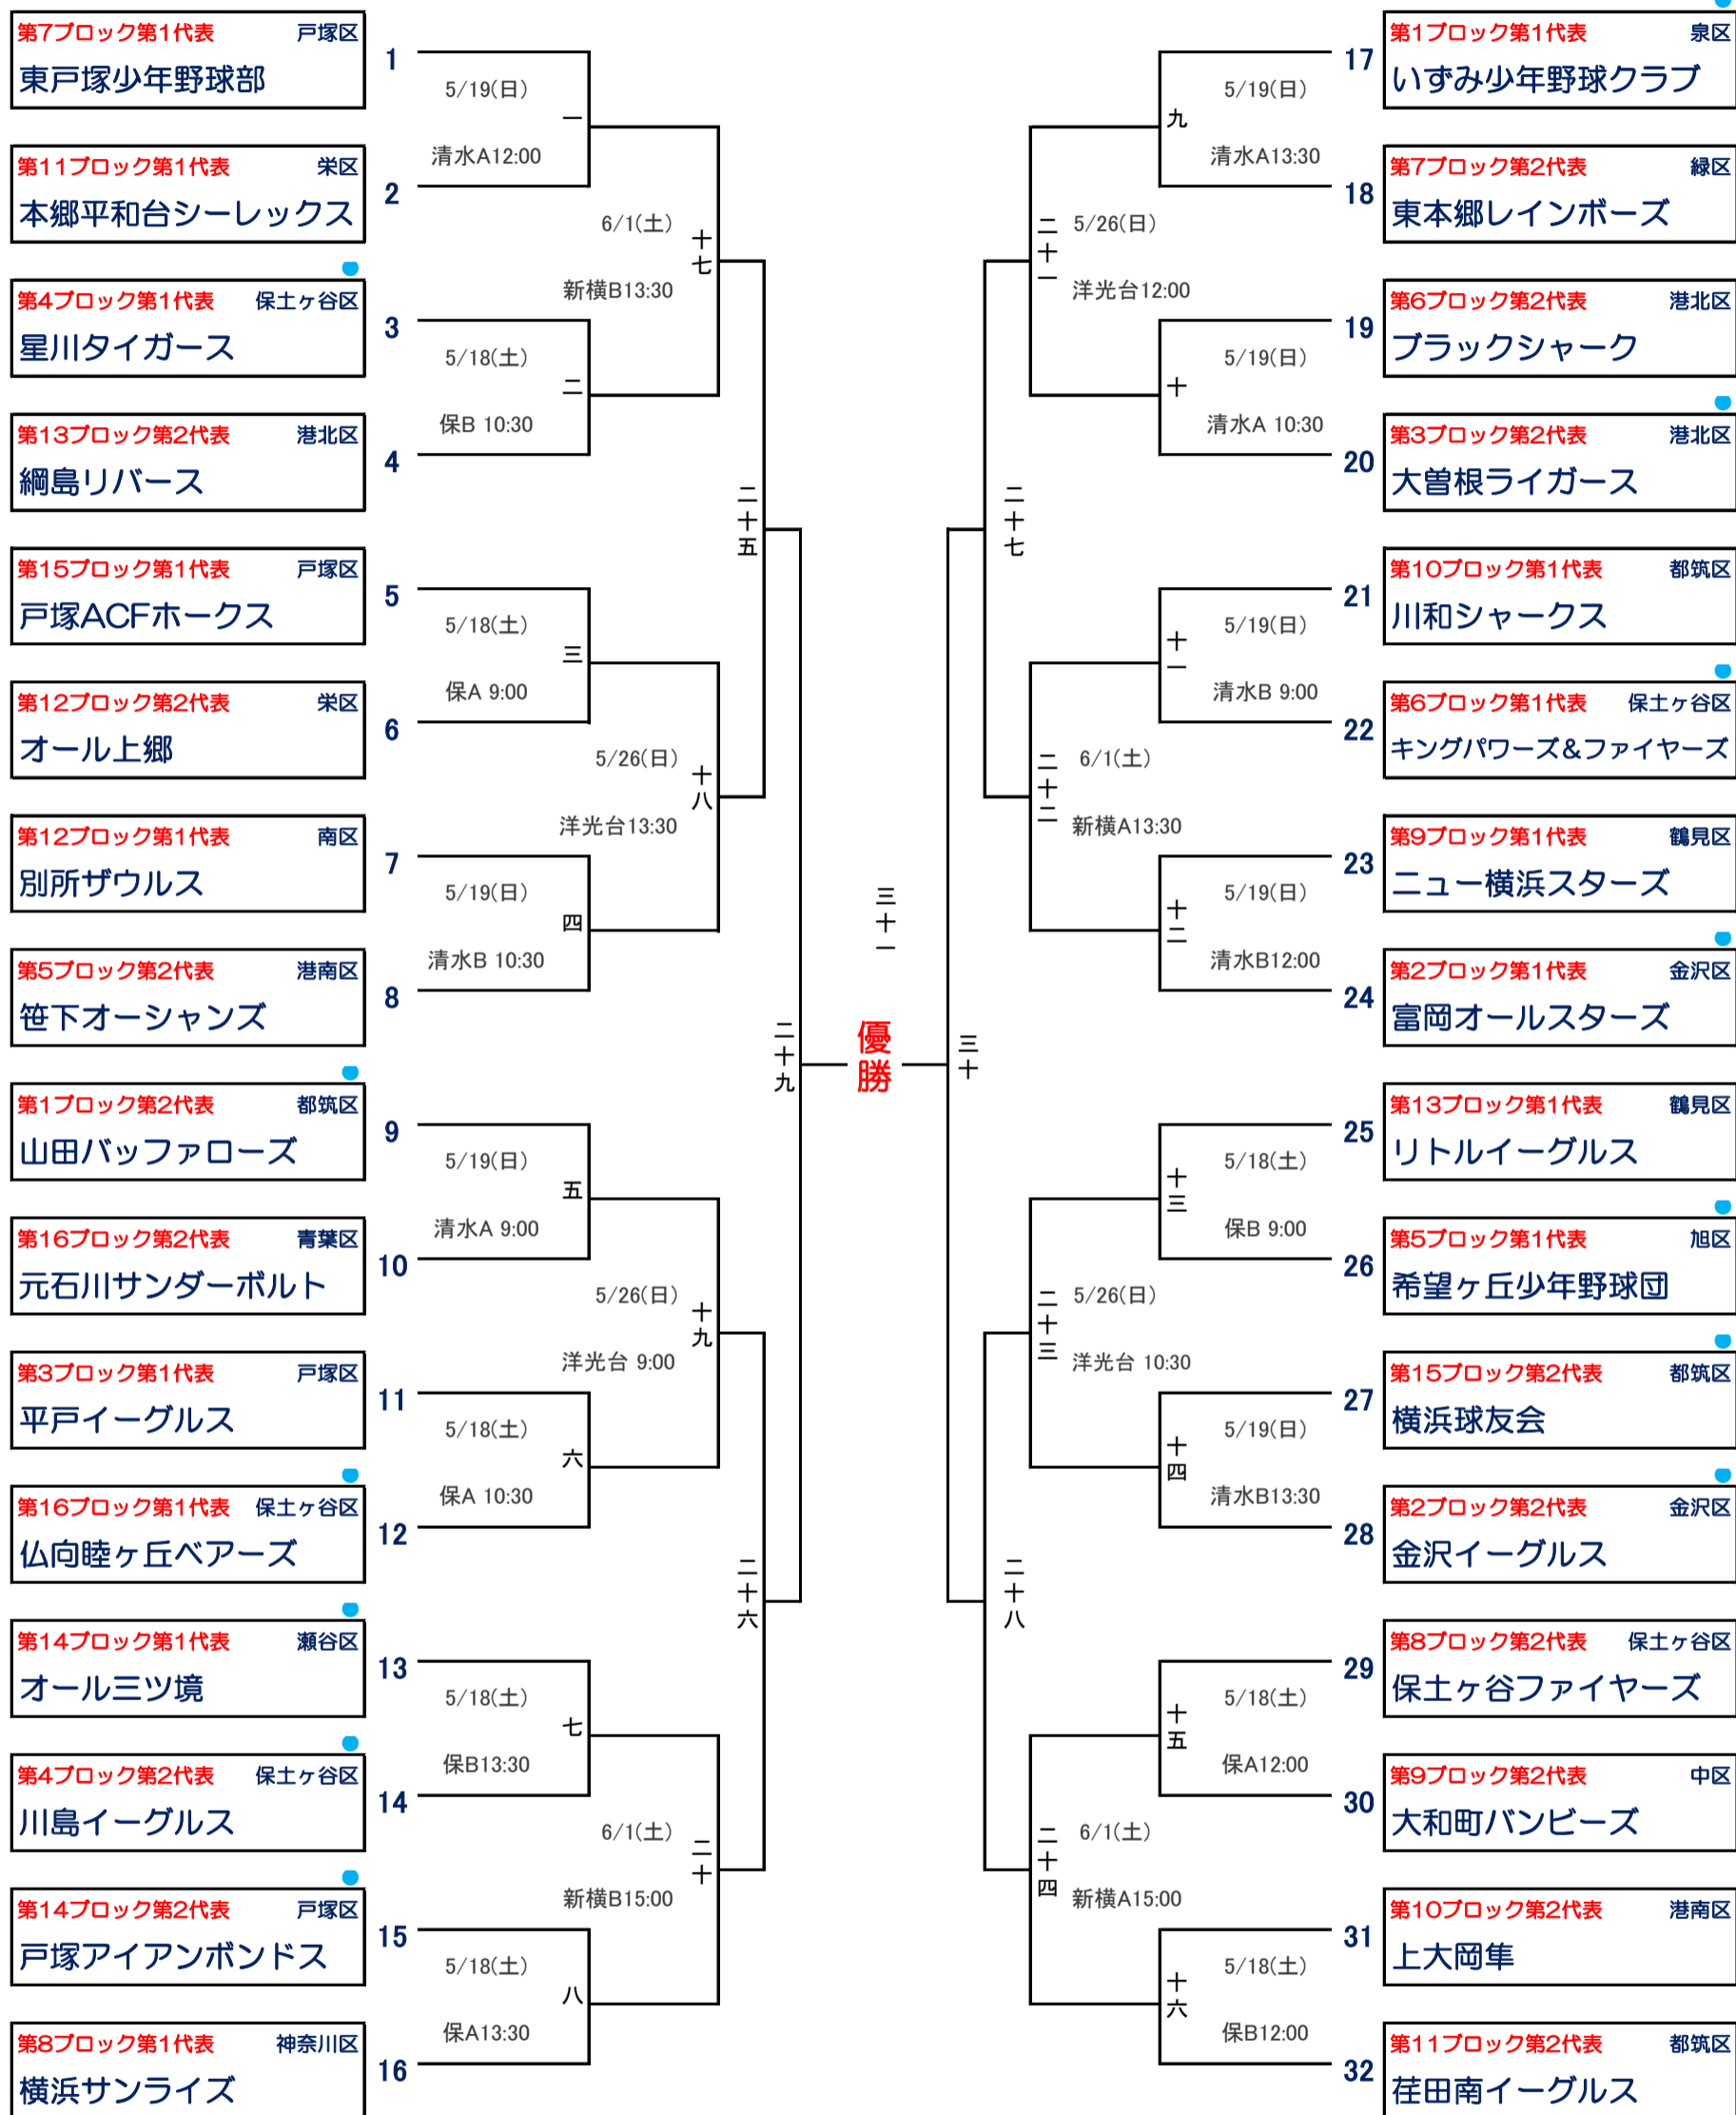 第7ブロック第1代表 戸塚区
東戸塚少年野球部
1
5/19(日)
一
清水A12:00
第11ブロック第1代表 栄区
本郷平和台シーレックス
2
6/1(土)
十七
新横B13:30
第4ブロック第1代表 保土ヶ谷区
星川タイガース
3
5/18(土)
二
保B 10:30
第13ブロック第2代表 港北区
綱島リバース
4
二十五
第15ブロック第1代表 戸塚区
戸塚ACFホークス
5
5/18(土)
三
保A 9:00
第12ブロック第2代表 栄区
オール上郷
6
5/26(日)
十八
洋光台13:30
第12ブロック第1代表 南区
別所ザウルス
7
5/19(日)
四
清水B 10:30
第5ブロック第2代表 港南区
笹下オーシャンズ
8
二十九
第1ブロック第2代表 都筑区
山田バッファローズ
9
5/19(日)
五
清水A 9:00
第16ブロック第2代表 青葉区
元石川サンダーボルト
10
5/26(日)
十九
洋光台 9:00
第3ブロック第1代表 戸塚区
平戸イーグルス
11
5/18(土)
六
保A 10:30
第16ブロック第1代表 保土ヶ谷区
仏向睦ヶ丘ベアーズ
12
二十六
第14ブロック第1代表 瀬谷区
オール三ツ境
13
5/18(土)
七
保B13:30
第4ブロック第2代表 保土ヶ谷区
川島イーグルス
14
6/1(土)
二十
新横B15:00
第14ブロック第2代表 戸塚区
戸塚アイアンボンドス
15
5/18(土)
八
保A13:30
第8ブロック第1代表 神奈川区
横浜サンライズ
16
三十一
優勝
第1ブロック第1代表 泉区
いずみ少年野球クラブ
17
5/19(日)
九
清水A13:30
第7ブロック第2代表 緑区
東本郷レインボーズ
18
5/26(日)
二十一
洋光台12:00
第6ブロック第2代表 港北区
ブラックシャーク
19
5/19(日)
十
清水A 10:30
第3ブロック第2代表 港北区
大曽根ライガース
20
二十七
第10ブロック第1代表 都筑区
川和シャークス
21
5/19(日)
十一
清水B 9:00
第6ブロック第1代表 保土ヶ谷区
キングパワーズ&ファイヤーズ
22
6/1(土)
二十二
新横A13:30
第9ブロック第1代表 鶴見区
ニュー横浜スターズ
23
5/19(日)
十二
清水B12:00
第2ブロック第1代表 金沢区
富岡オールスターズ
24
三十
第13ブロック第1代表 鶴見区
リトルイーグルス
25
5/18(土)
十三
保B 9:00
第5ブロック第1代表 旭区
希望ヶ丘少年野球団
26
5/26(日)
二十三
洋光台 10:30
第15ブロック第2代表 都筑区
横浜球友会
27
5/19(日)
十四
清水B13:30
第2ブロック第2代表 金沢区
金沢イーグルス
28
二十八
第8ブロック第2代表 保土ヶ谷区
保土ヶ谷ファイヤーズ
29
5/18(土)
十五
保A12:00
第9ブロック第2代表 中区
大和町バンビーズ
30
6/1(土)
二十四
新横A15:00
第10ブロック第2代表 港南区
上大岡隼
31
5/18(土)
十六
保B12:00
第11ブロック第2代表 都筑区
荏田南イーグルス
32